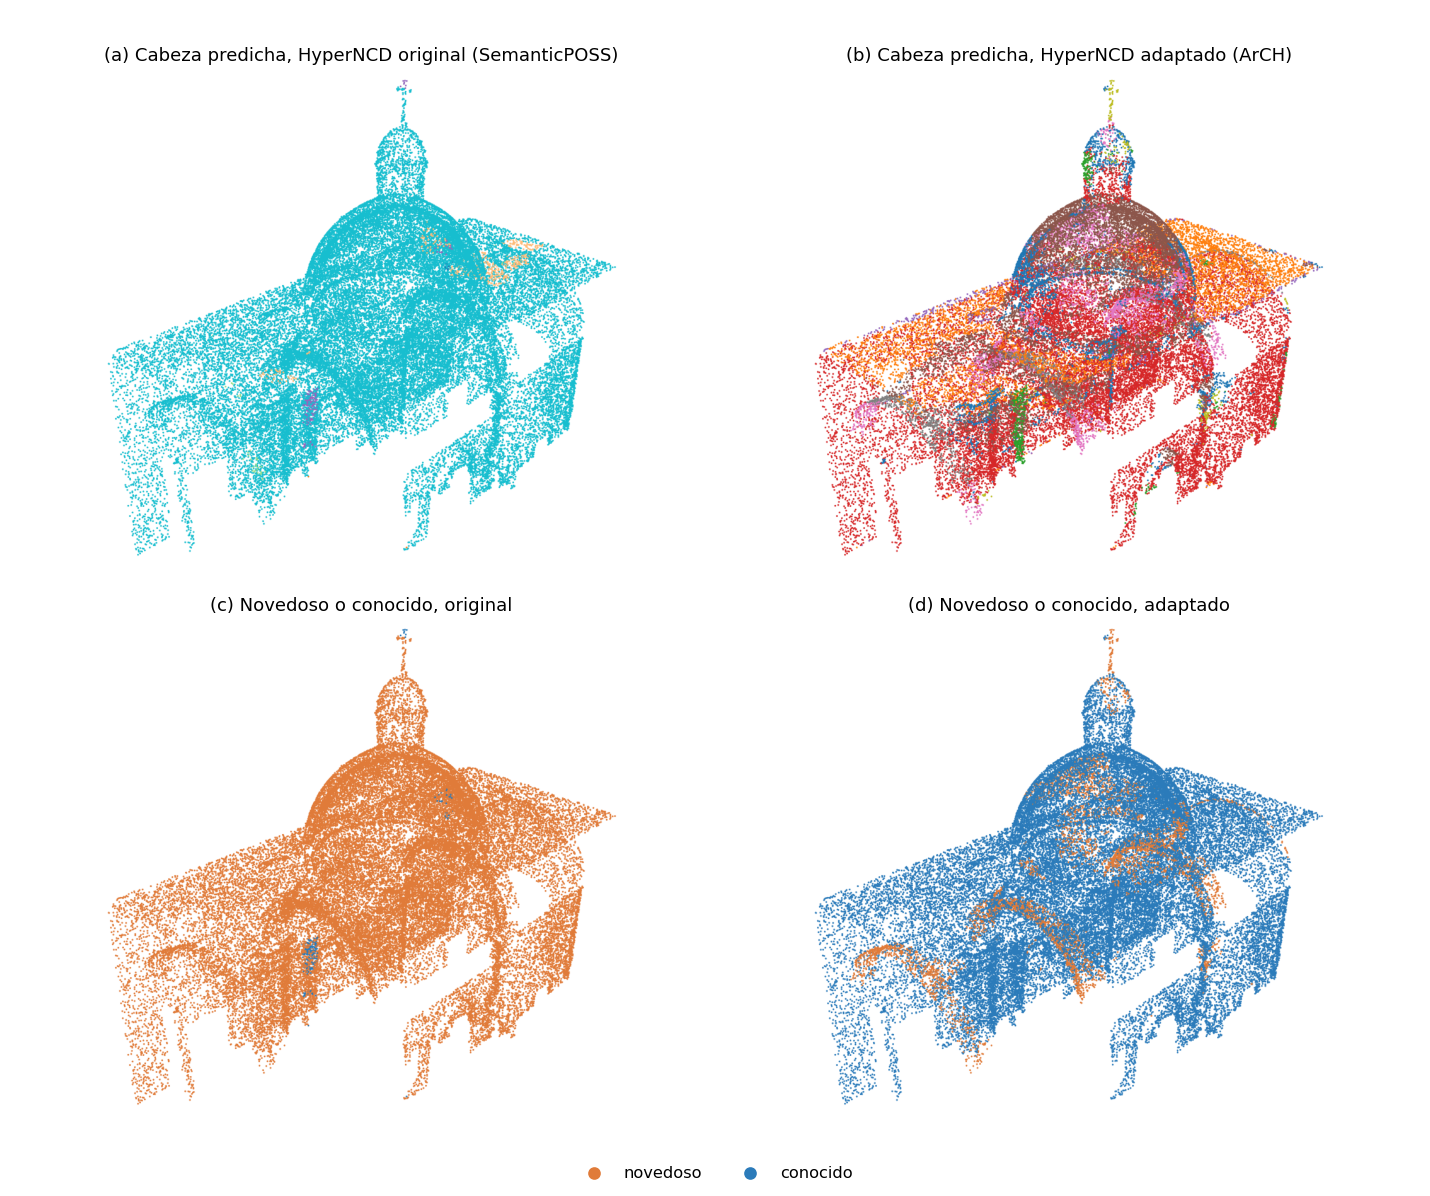 (a) Cabeza predicha, HyperNCD original (SemanticPOSS)
(b) Cabeza predicha, HyperNCD adaptado (ArCH)
(c) Novedoso o conocido, original
(d) Novedoso o conocido, adaptado
novedoso
conocido